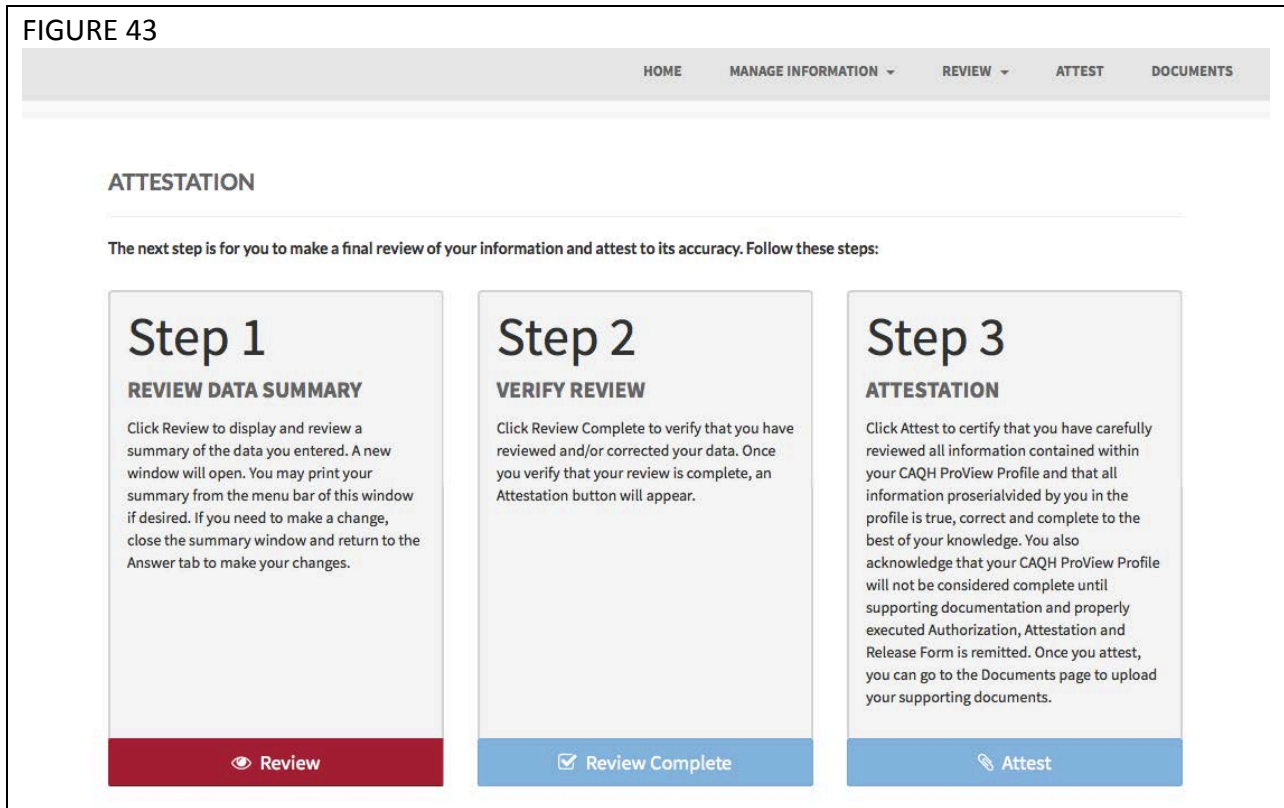 FIGURE 43
HOME MANAGE INFORMATION REVIEW ATTEST DOCUMENTS
ATTESTATION
The next step is for you to make a final review of your information and attest to its accuracy. Follow these steps:
Step 1
REVIEW DATA SUMMARY
Click Review to display and review a
summary of the data you entered. A new
window will open. You may print your
summary from the menu bar of this window
if desired. If you need to make a change,
close the summary window and return to the
Answer tab to make your changes.
Review
Step 2
VERIFY REVIEW
Click Review Complete to verify that you have
reviewed and/or corrected your data. Once
you verify that your review is complete, an
Attestation button will appear.
Review Complete
Step 3
ATTESTATION
Click Attest to certify that you have carefully
reviewed all information contained within
your CAQH ProView Profile and that all
information proserialvided by you in the
profile is true, correct and complete to the
best of your knowledge. You also
acknowledge that your CAQH ProView Profile
will not be considered complete until
supporting documentation and properly
executed Authorization, Attestation and
Release Form is remitted. Once you attest,
you can go to the Documents page to upload
your supporting documents.
Attest